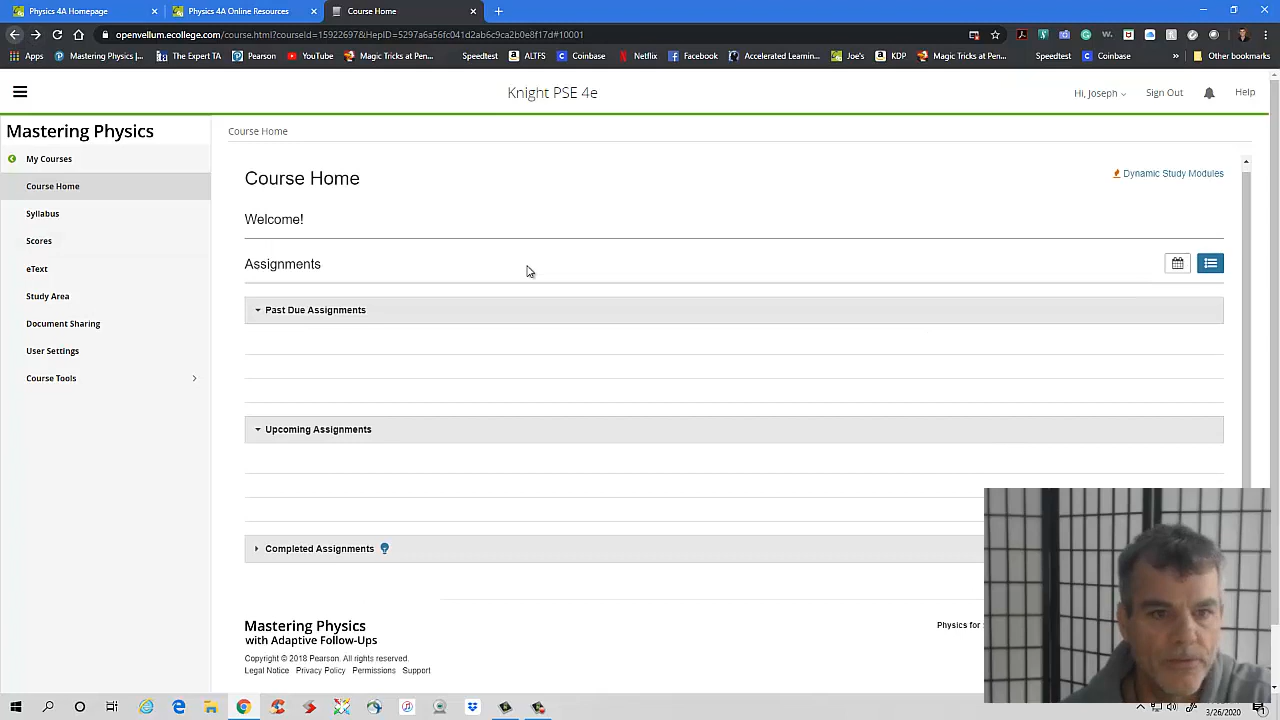 Physics 4A Homepage
Physics 4A Online Resources
Course Home
openvellum.ecollege.com/course.html?courseId=15922697&HepID=5297a6a56fc041d2ab6c9ca2b0e8f17d#10001
Apps
Mastering Physics |...
The Expert TA
Pearson
YouTube
Magic Tricks at Pen...
Speedtest
ALTFS
Coinbase
Netflix
Facebook
Accelerated Learnin...
Joe's
KDP
Magic Tricks at Pen...
Speedtest
Coinbase
»
Other bookmarks
Knight PSE 4e
Hi, Joseph
Sign Out
Help
Mastering Physics
My Courses
Course Home
Syllabus
Scores
eText
Study Area
Document Sharing
User Settings
Course Tools
Course Home
Course Home
Dynamic Study Modules
Welcome!
Assignments
Past Due Assignments
Upcoming Assignments
Completed Assignments
Mastering Physics
with Adaptive Follow-Ups
Physics for
Copyright © 2018 Pearson. All rights reserved.
Legal Notice Privacy Policy Permissions Support
3/26/2020